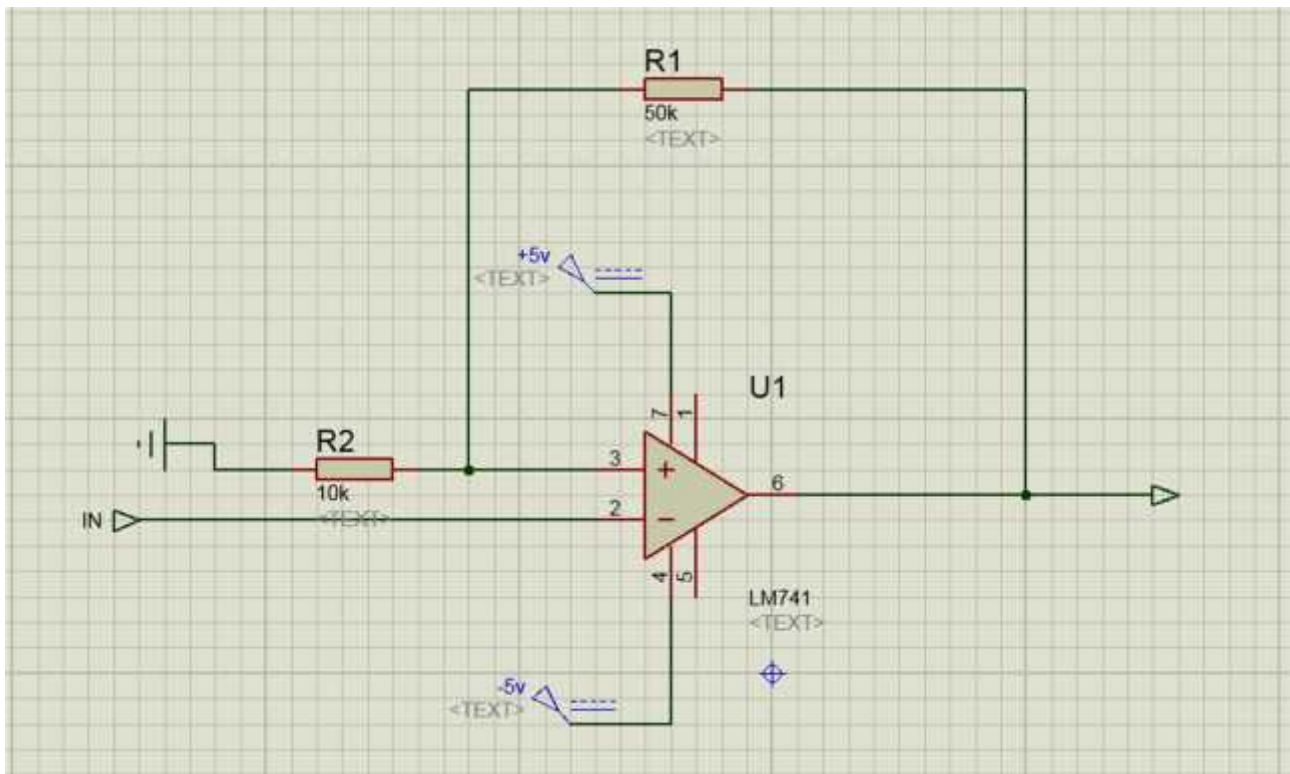 R1
50k
<TEXT>
+5v
<TEXT>
U1
7
1
R2
3
+
6
10k
<TEXT>
IN
2
−
4
5
LM741
<TEXT>
-5v
<TEXT>